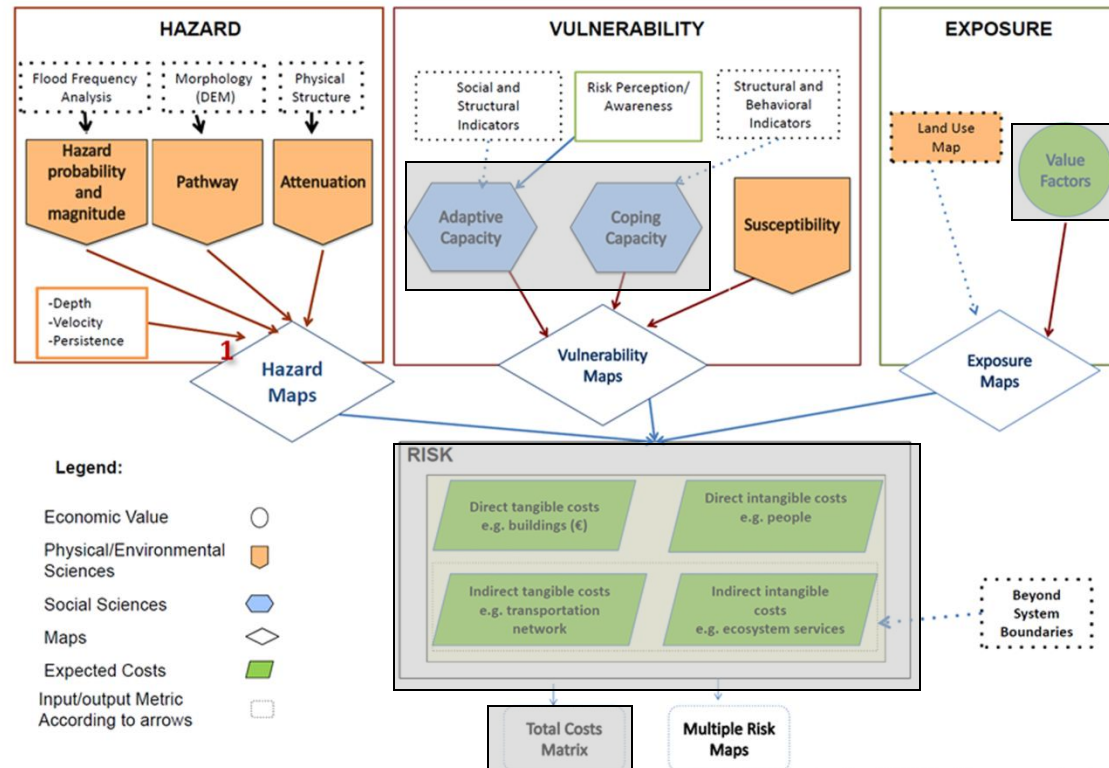 HAZARD
Flood Frequency
Analysis
Morphology
(DEM)
Physical
Structure
Hazard
probability
and
magnitude
Pathway
Attenuation
-Depth
-Velocity
-Persistence
1
Hazard
Maps
VULNERABILITY
Social and
Structural
Indicators
Risk Perception/
Awareness
Structural and
Behavioral
Indicators
Adaptive
Capacity
Coping
Capacity
Susceptibility
Vulnerability
Maps
EXPOSURE
Land Use
Map
Value
Factors
Exposure
Maps
RISK
Direct tangible costs
e.g. buildings (€)
Direct intangible costs
e.g. people
Indirect tangible costs
e.g. transportation
network
Indirect intangible
costs
e.g. ecosystem services
Beyond
System
Boundaries
Total Costs
Matrix
Multiple Risk
Maps
Legend:
Economic Value
Physical/Environmental
Sciences
Social Sciences
Maps
Expected Costs
Input/output Metric
According to arrows